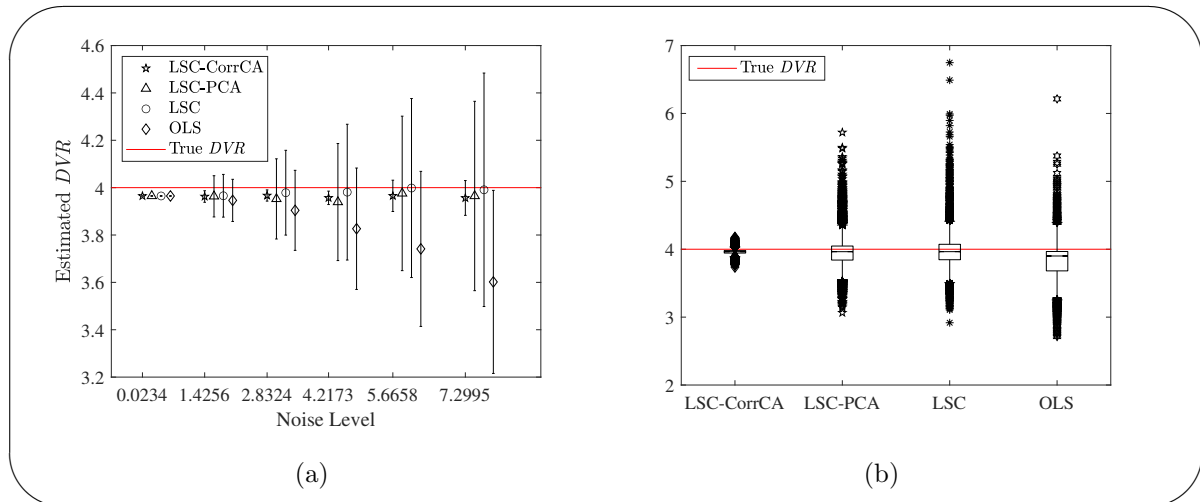 4.6
4.4
4.2
4
3.8
3.6
3.4
3.2
Estimated DVR
LSC-CorrCA
LSC-PCA
LSC
OLS
True DVR
0.0234 1.4256 2.8324 4.2173 5.6658 7.2995
Noise Level
(a)
7
6
5
4
3
2
True DVR
LSC-CorrCA LSC-PCA LSC OLS
(b)